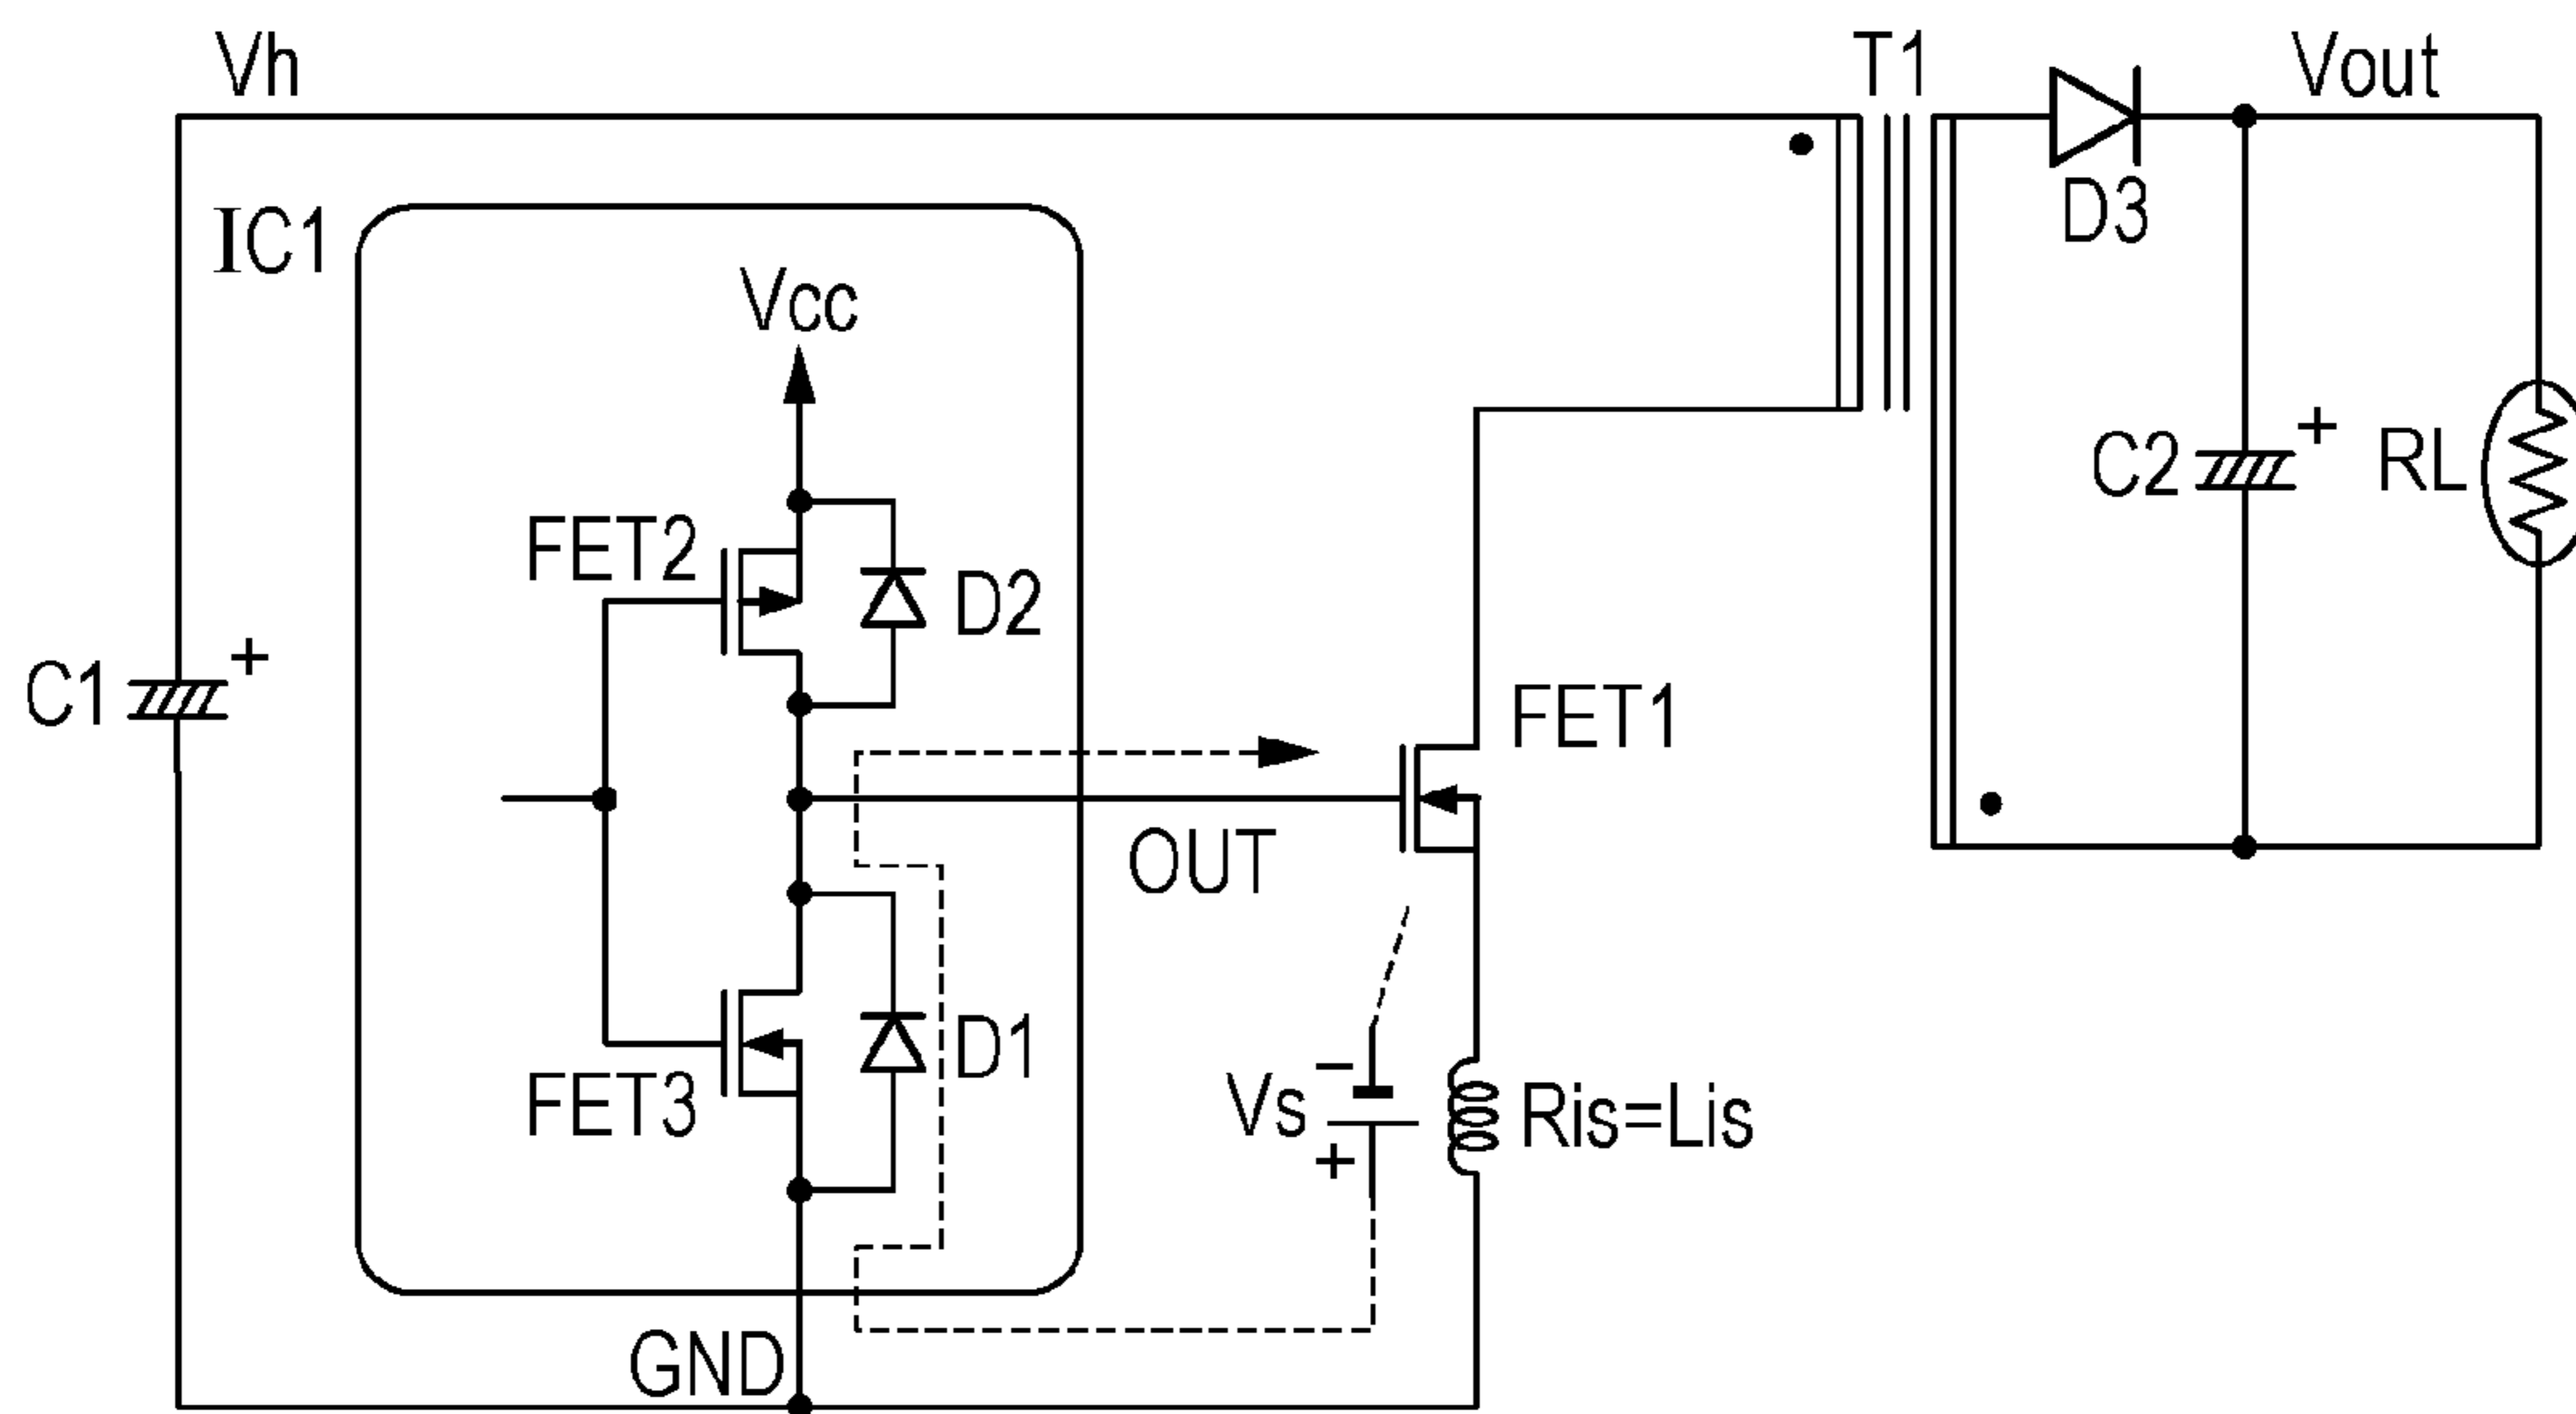 Vh
T1
Vout
D3
IC1
Vcc
FET2
D2
C2
+
RL
C1
+
FET1
OUT
D1
FET3
Vs
−
+
Ris=Lis
GND